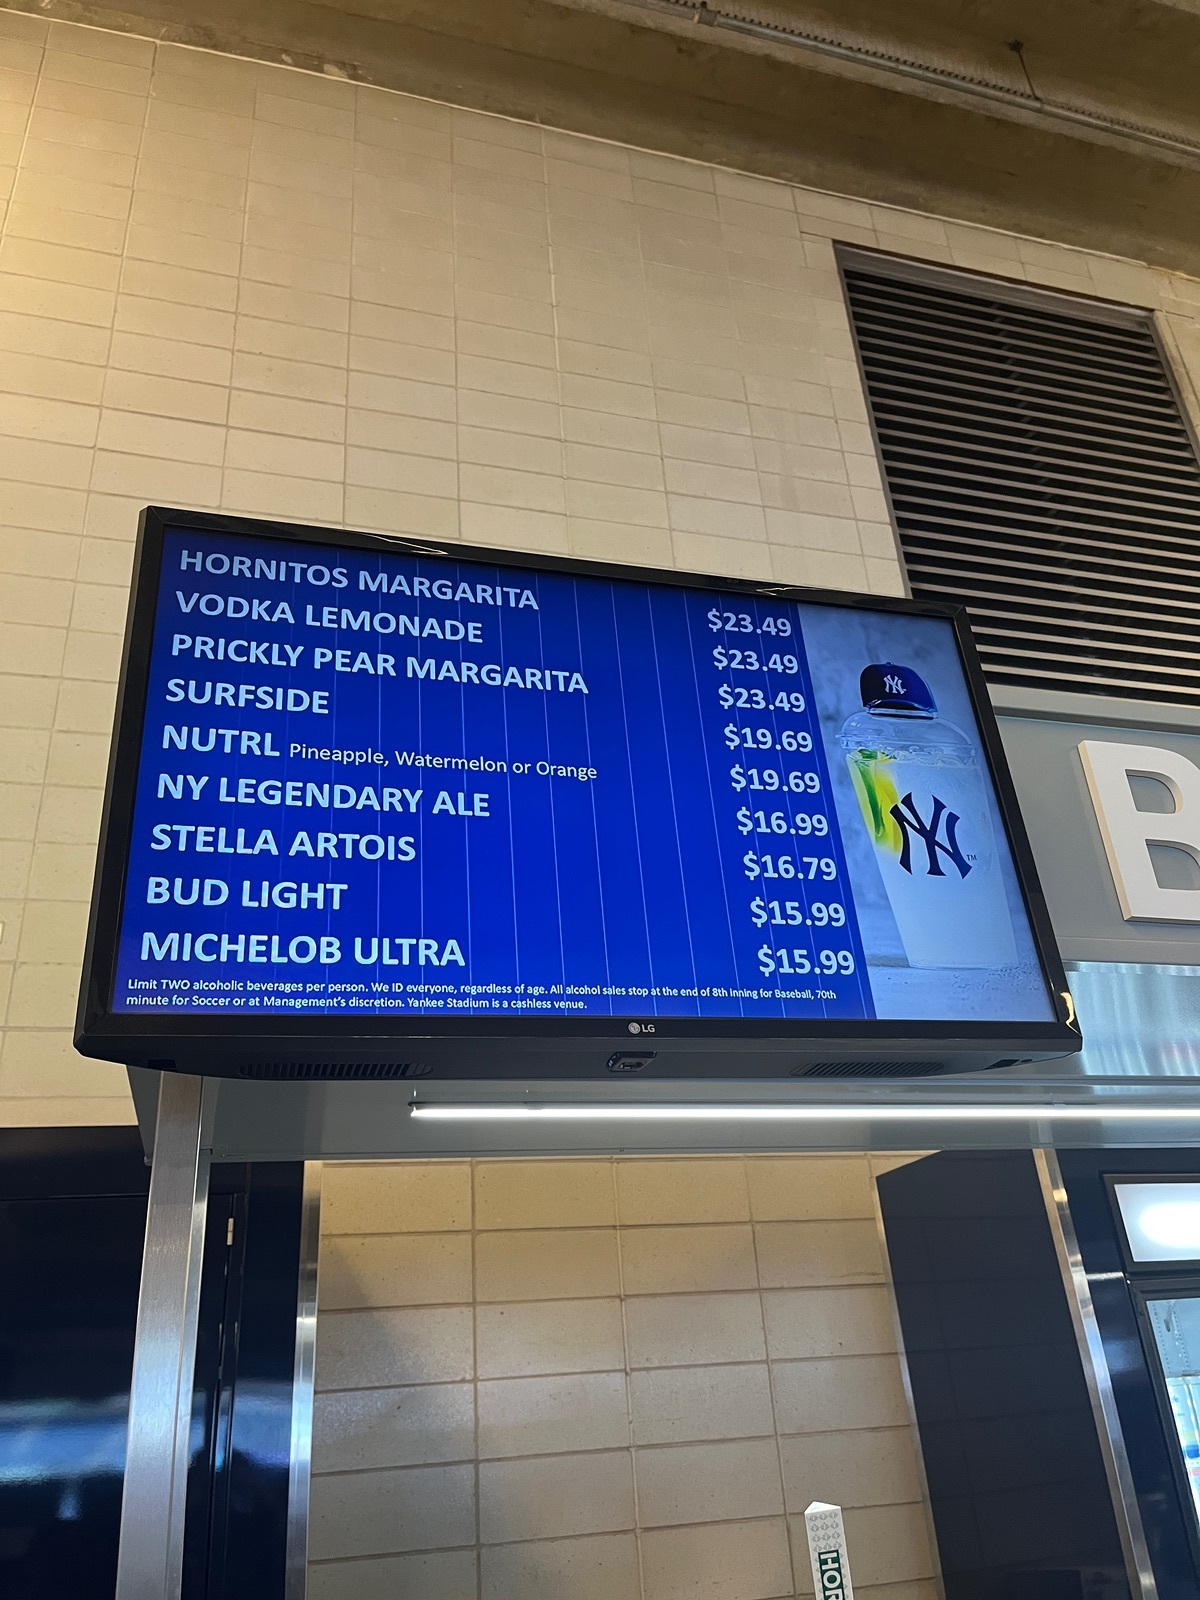 HORNITOS MARGARITA $23.49
VODKA LEMONADE $23.49
PRICKLY PEAR MARGARITA $23.49
SURFSIDE $19.69
NUTRL Pineapple, Watermelon or Orange $19.69
NY LEGENDARY ALE $16.99
STELLA ARTOIS $16.79
BUD LIGHT $15.99
MICHELOB ULTRA $15.99
Limit TWO alcoholic beverages per person. We ID everyone, regardless of age. All alcohol sales stop at the end of 8th inning for Baseball, 70th
minute for Soccer or at Management's discretion. Yankee Stadium is a cashless venue.
NY
NY TM
LG
B
HOR